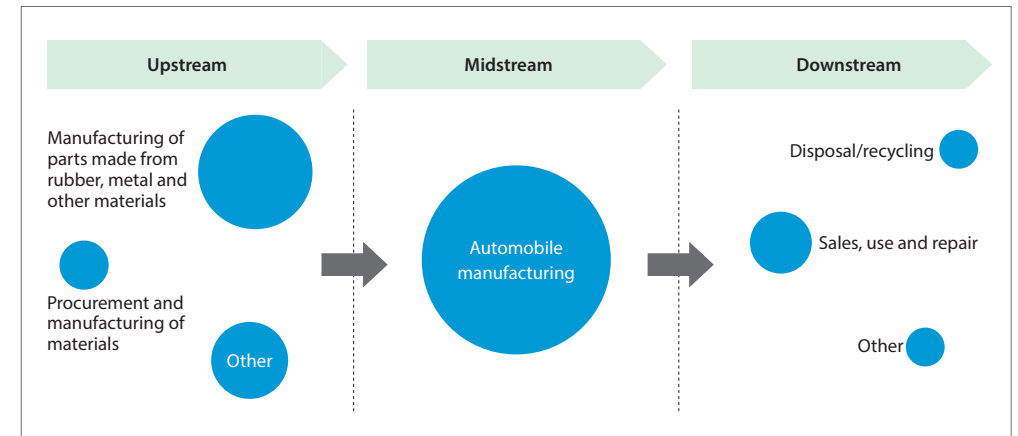 Upstream
Midstream
Downstream
Manufacturing of
parts made from
rubber, metal and
other materials
Procurement and
manufacturing of
materials
Other
Automobile
manufacturing
Disposal/recycling
Sales, use and repair
Other